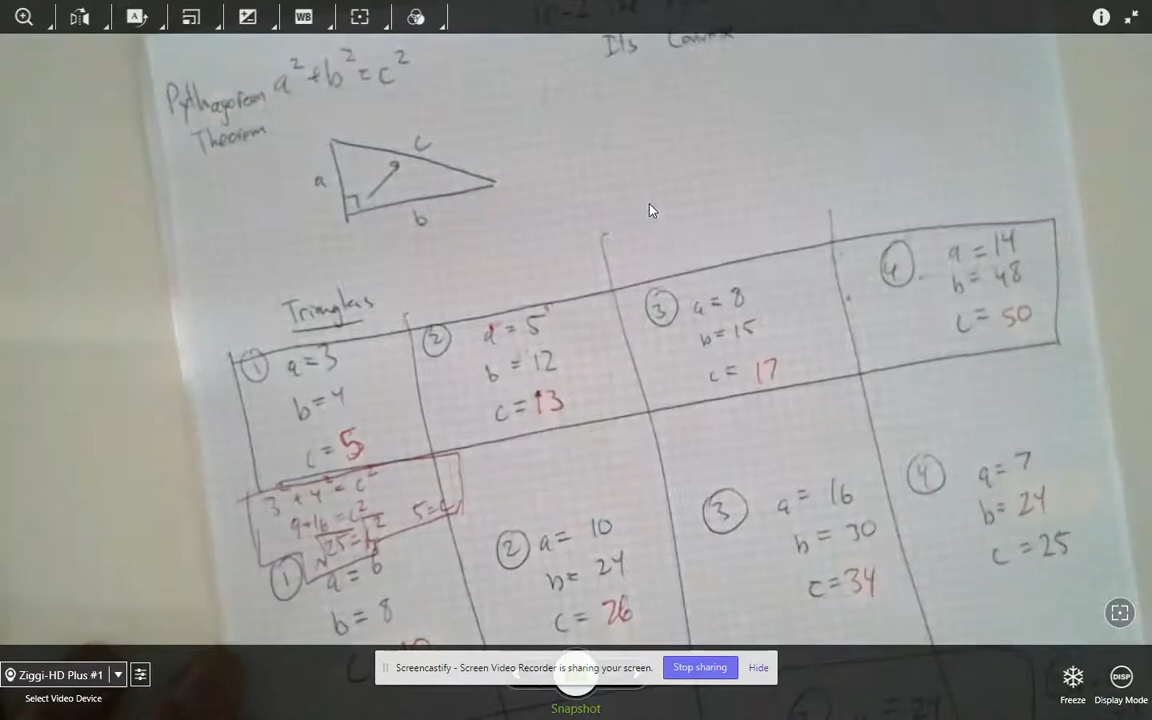 Its
Pythagorean a² + b² = c²
Theorem
c
a
b
Triangles
① a = 3
b = 4
c = 5
② a = 5
b = 12
c = 13
③ a = 8
b = 15
c = 17
④ a = 14
b = 48
c = 50
3² + 4² = c²
9 + 16 = c²
√25 = √c²
5 = c
① a = 6
b = 8
② a = 10
b = 24
c = 26
③ a = 16
b = 30
c = 34
④ a = 7
b = 24
c = 25
WB
Ziggi-HD Plus #1
Select Video Device
Screencastify - Screen Video Recorder is sharing your screen.
Stop sharing
Hide
Snapshot
Freeze
DISP
Display Mode